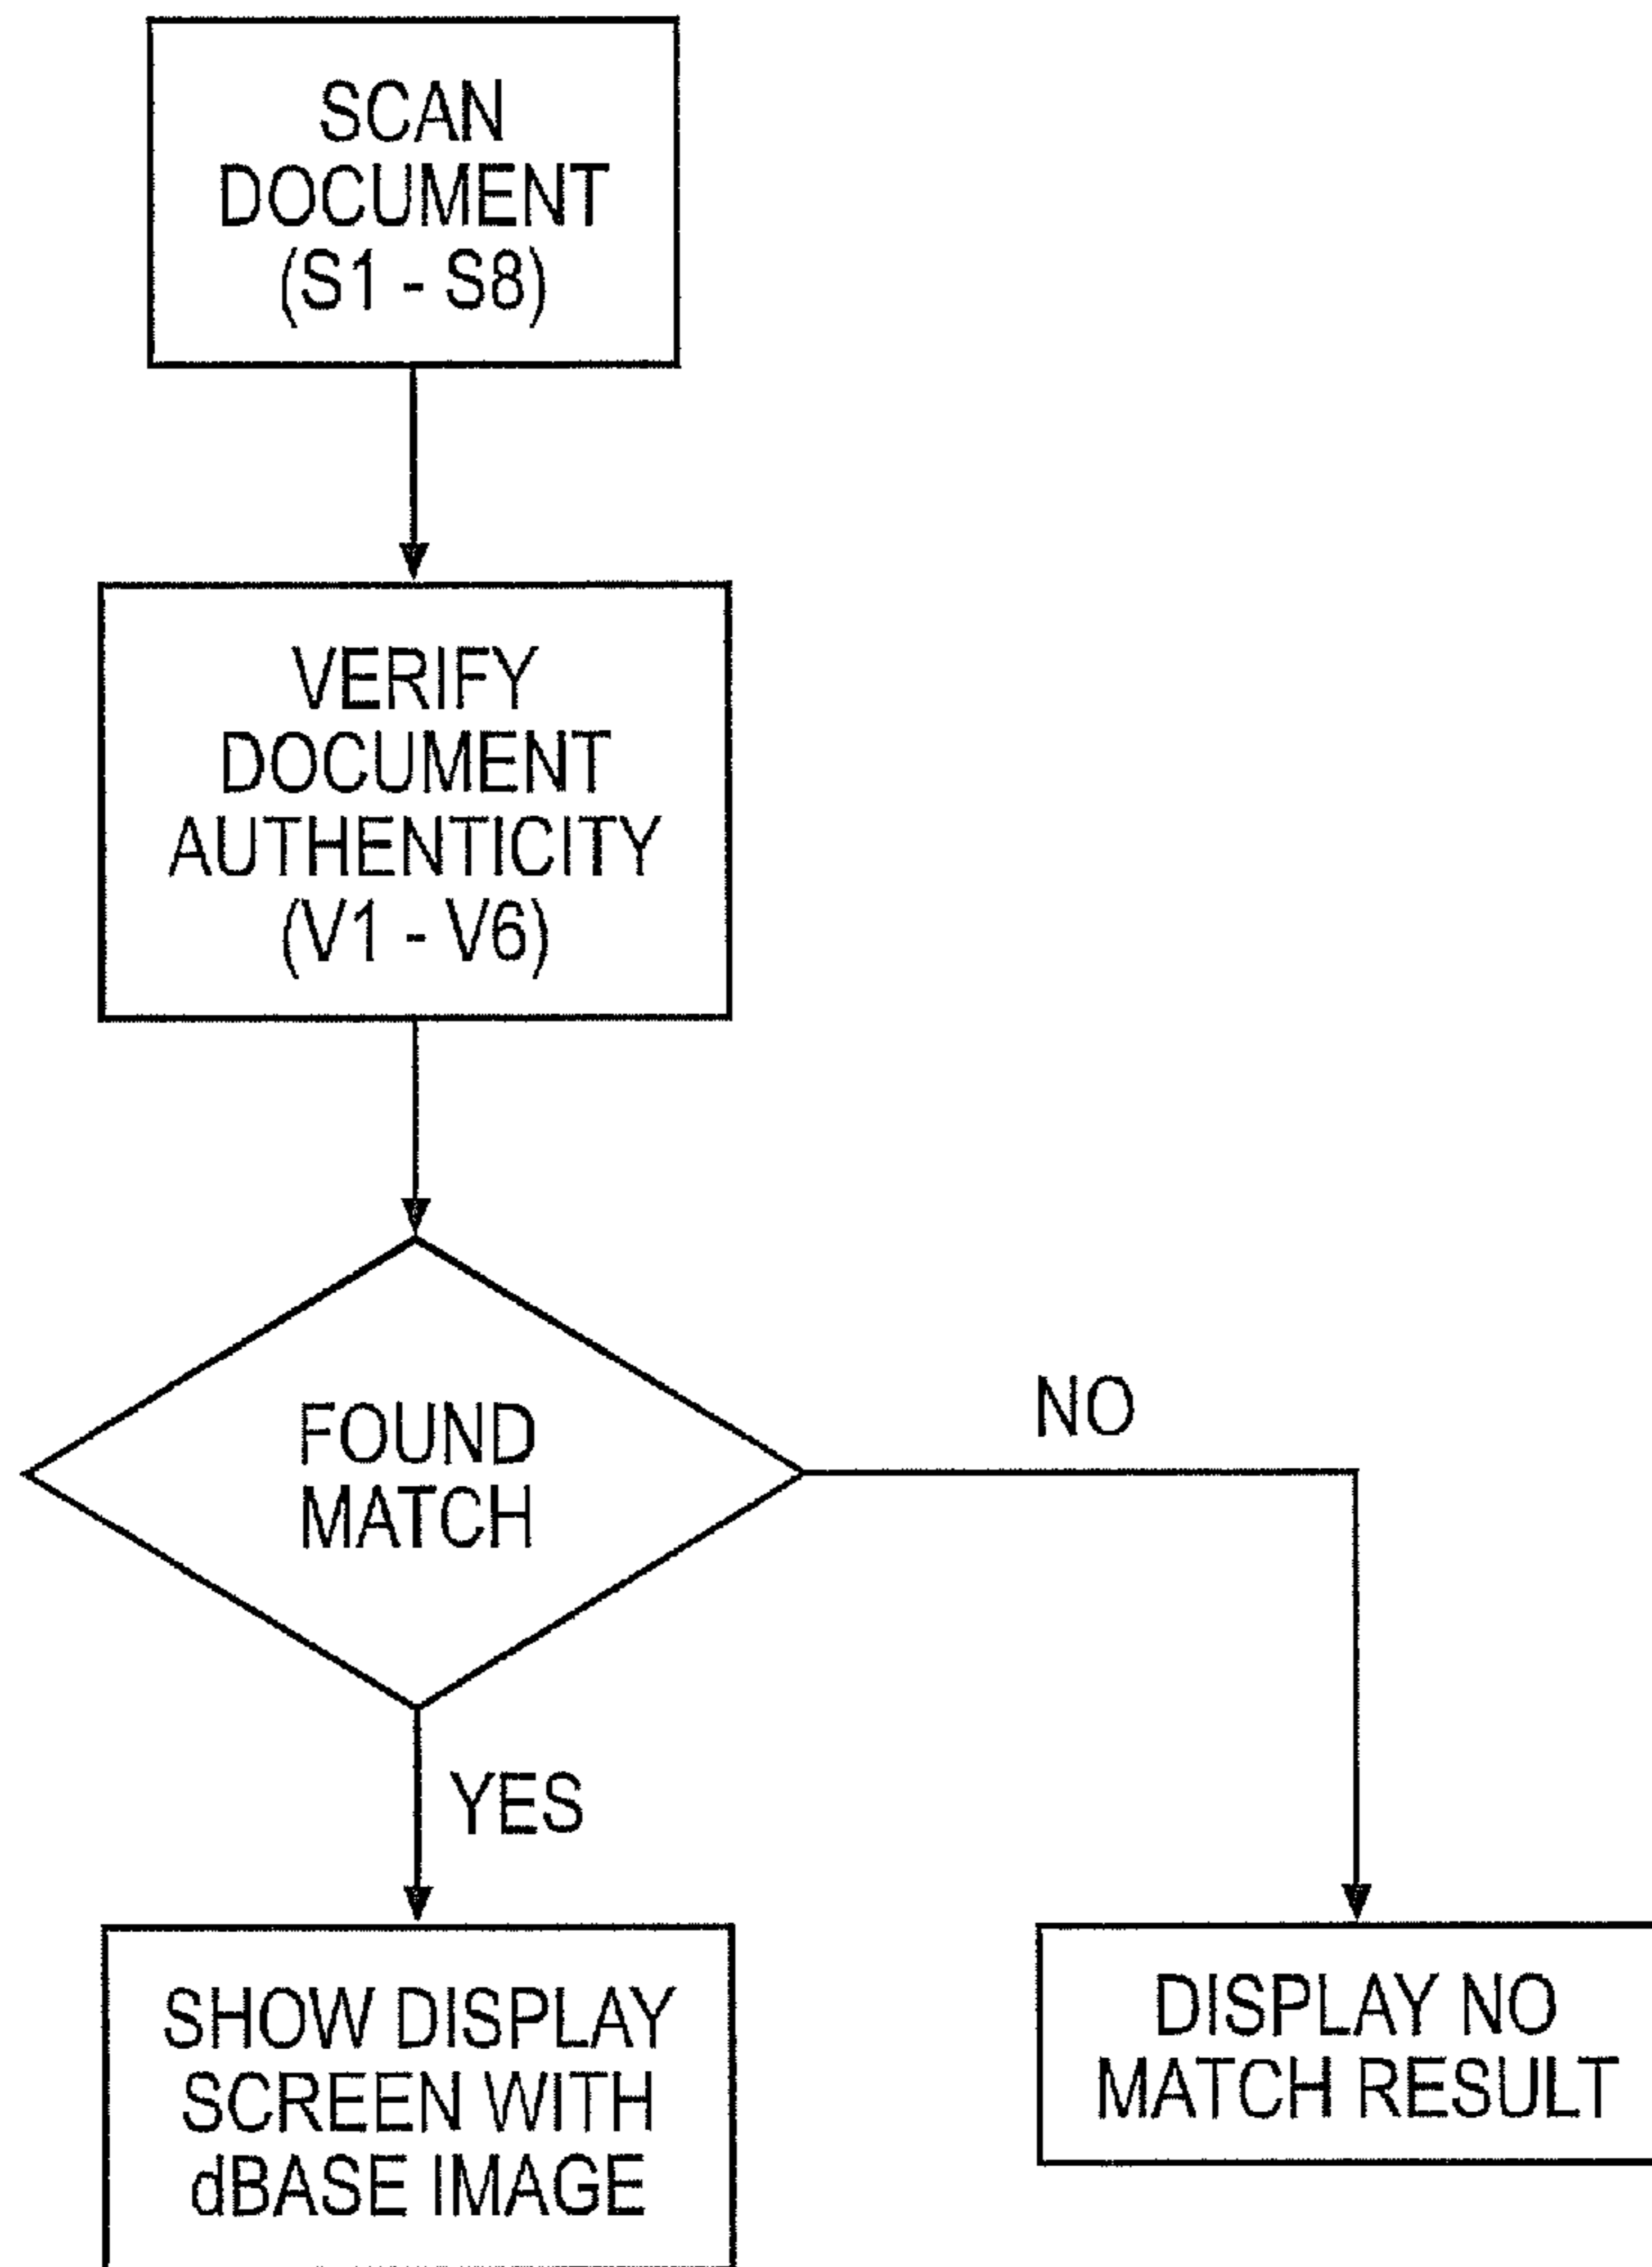 SCAN
DOCUMENT
(S1 - S8)
VERIFY
DOCUMENT
AUTHENTICITY
(V1 - V6)
FOUND
MATCH
NO
YES
SHOW DISPLAY
SCREEN WITH
dBASE IMAGE
DISPLAY NO
MATCH RESULT